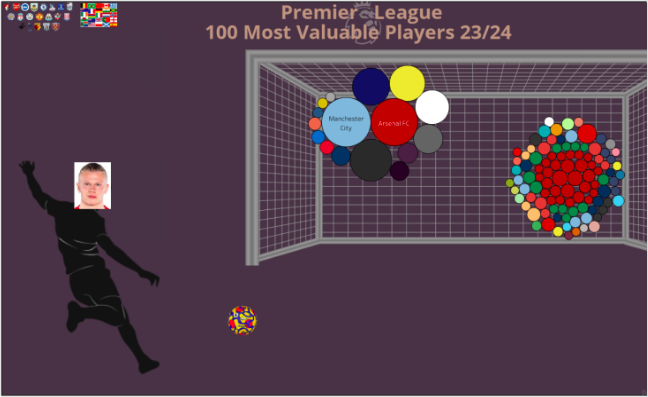 Premier League
100 Most Valuable Players 23/24
Manchester
City
Arsenal FC